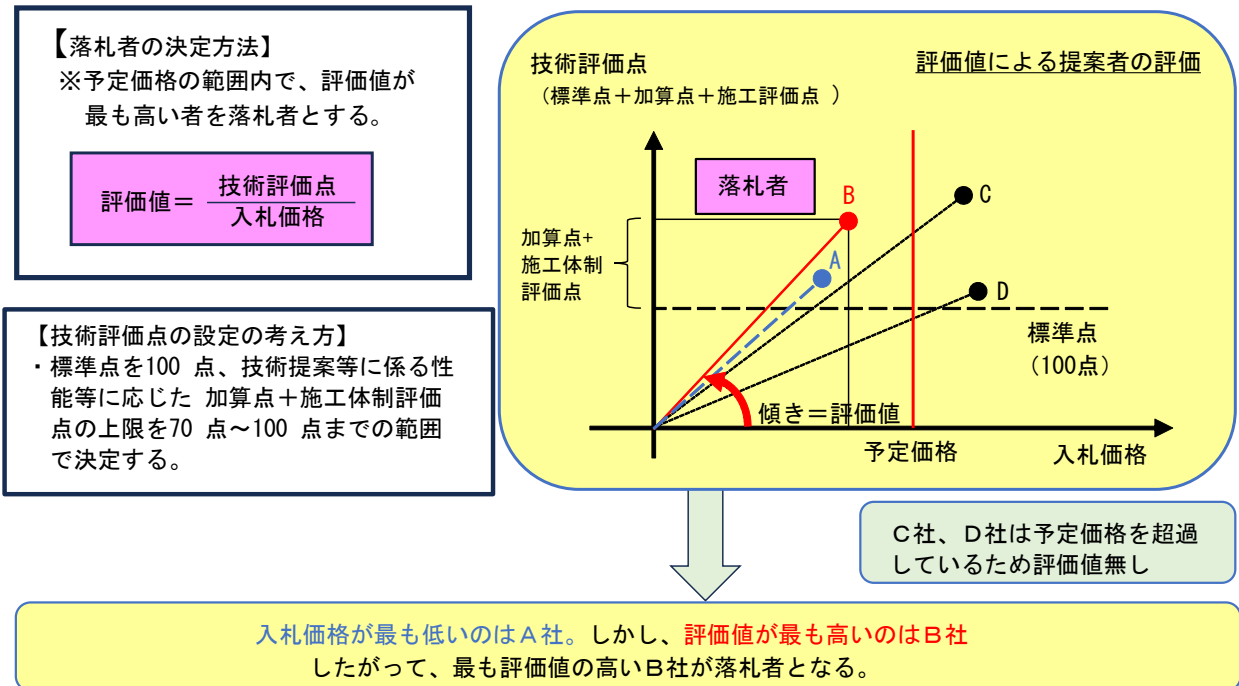 【落札者の決定方法】
※予定価格の範囲内で、評価値が
最も高い者を落札者とする。
評価値＝ 技術評価点
入札価格
【技術評価点の設定の考え方】
・標準点を100 点、技術提案等に係る性
能等に応じた 加算点＋施工体制評価
点の上限を70 点～100 点までの範囲
で決定する。
技術評価点
（標準点＋加算点＋施工評価点 ）
評価値による提案者の評価
落札者
B
C
A
D
加算点+
施工体制
評価点
標準点
（100点）
傾き＝評価値
予定価格
入札価格
Ｃ社、Ｄ社は予定価格を超過
しているため評価値無し
入札価格が最も低いのはＡ社。しかし、評価値が最も高いのはＢ社
したがって、最も評価値の高いＢ社が落札者となる。